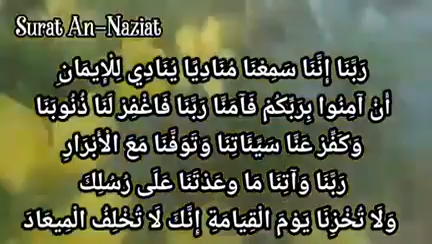 Surat An-Naziat
رَبَّنَا إِنَّنَا سَمِعْنَا مُنَادِيًا يُنَادِي لِلْإِيمَانِ
أَنْ آمِنُوا بِرَبِّكُمْ فَآمَنَّا رَبَّنَا فَاغْفِرْ لَنَا ذُنُوبَنَا
وَكَفِّرْ عَنَّا سَيِّئَاتِنَا وَتَوَفَّنَا مَعَ الْأَبْرَارِ
رَبَّنَا وَآتِنَا مَا وَعَدْتَنَا عَلَى رُسُلِكَ
وَلَا تُخْزِنَا يَوْمَ الْقِيَامَةِ إِنَّكَ لَا تُخْلِفُ الْمِيعَادَ